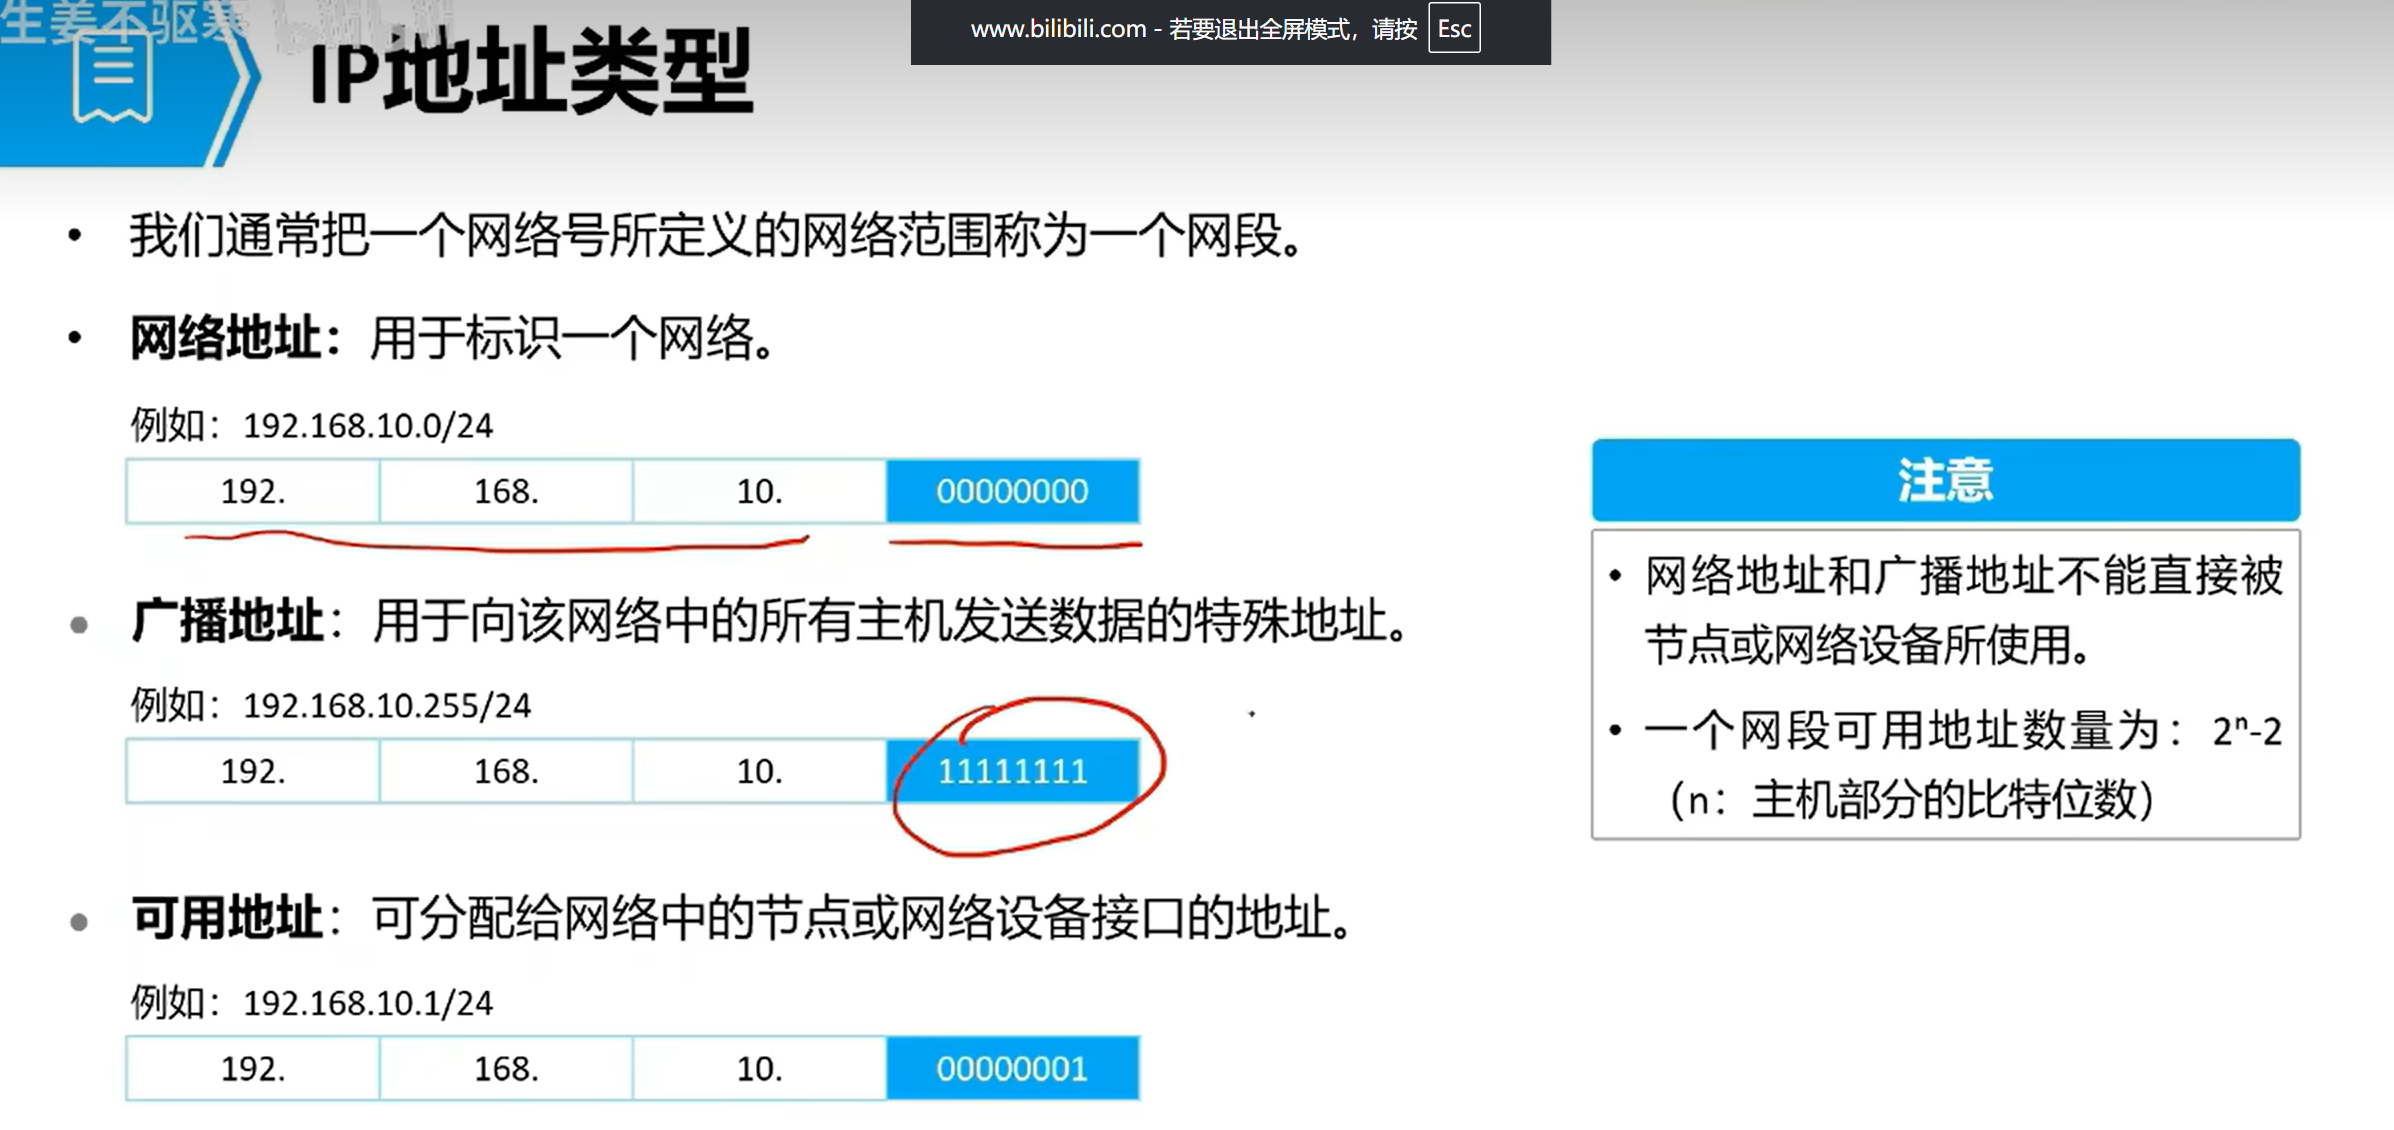 生姜不驱寒 bilibili
www.bilibili.com - 若要退出全屏模式，请按 Esc
IP地址类型
• 我们通常把一个网络号所定义的网络范围称为一个网段。
• 网络地址：用于标识一个网络。
例如：192.168.10.0/24
192. 168. 10. 00000000
• 广播地址：用于向该网络中的所有主机发送数据的特殊地址。
例如：192.168.10.255/24
192. 168. 10. 11111111
• 可用地址：可分配给网络中的节点或网络设备接口的地址。
例如：192.168.10.1/24
192. 168. 10. 00000001
注意
• 网络地址和广播地址不能直接被
节点或网络设备所使用。
• 一个网段可用地址数量为：2ⁿ-2
（n：主机部分的比特位数）